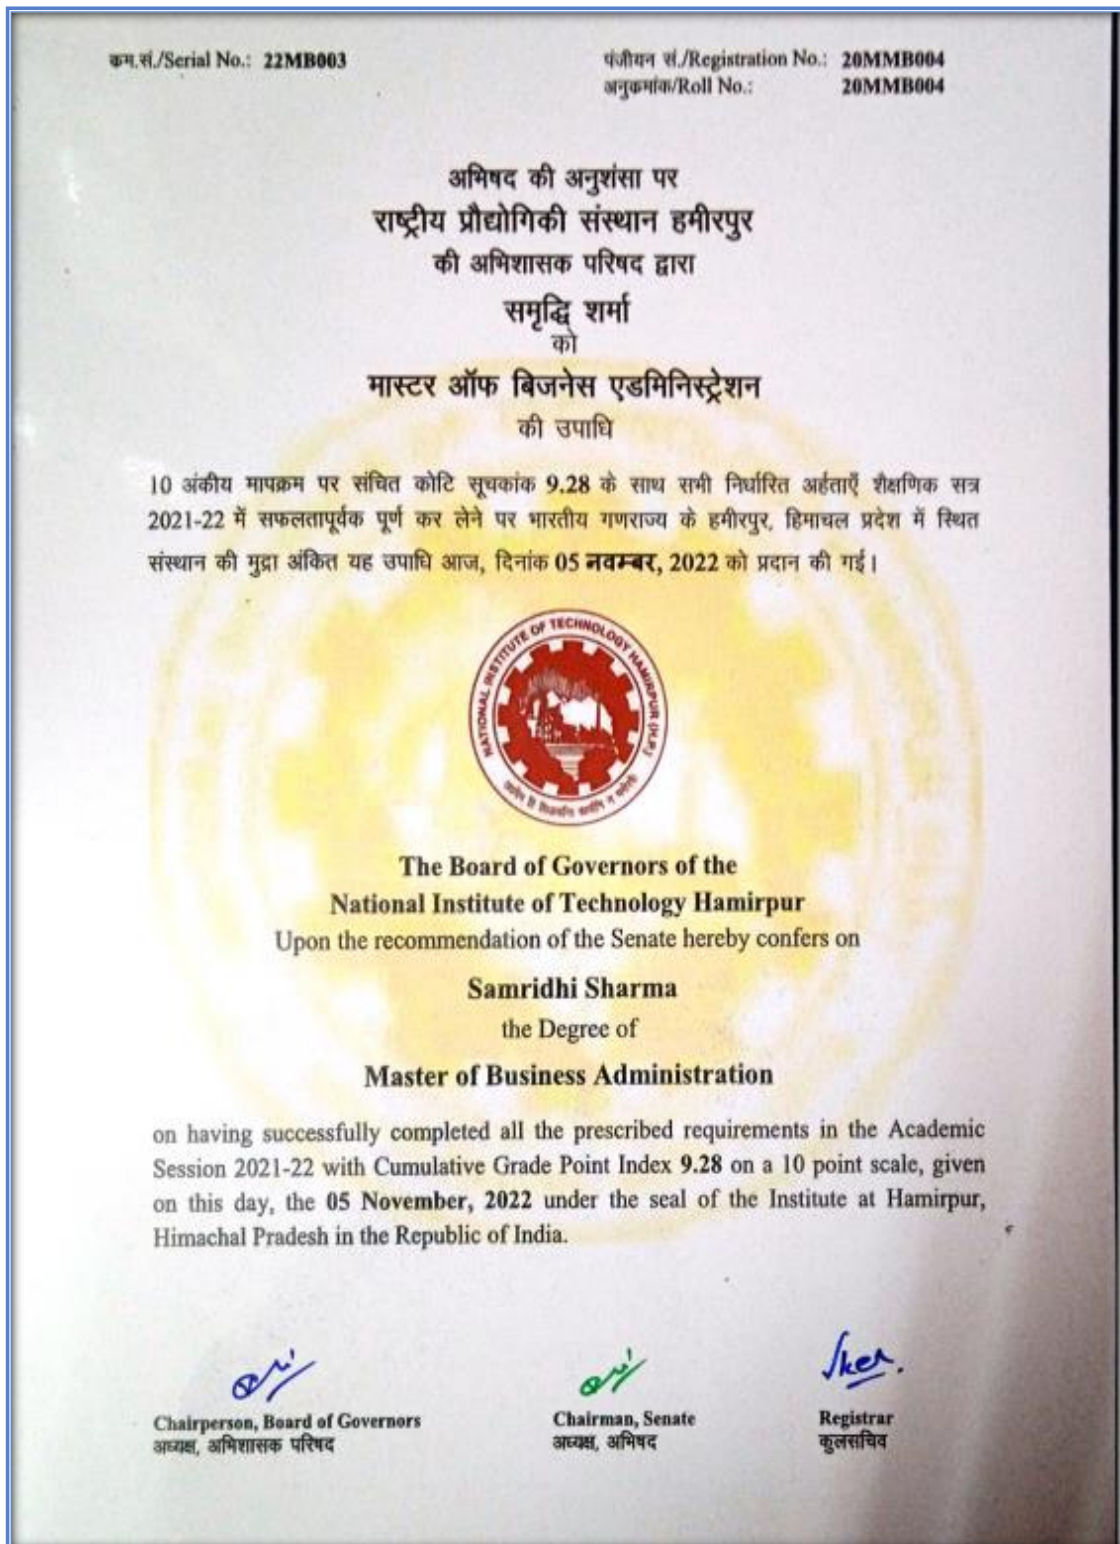 कम.सं./Serial No.: 22MB003
पंजीयन सं./Registration No.: 20MMB004
अनुकमांक/Roll No.: 20MMB004
अभिषद की अनुशंसा पर
राष्ट्रीय प्रौद्योगिकी संस्थान हमीरपुर
की अभिशासक परिषद द्वारा
समृद्धि शर्मा
को
मास्टर ऑफ बिजनेस एडमिनिस्ट्रेशन
की उपाधि
10 अंकीय मापक्रम पर संचित कोटि सूचकांक 9.28 के साथ सभी निर्धारित अर्हताएँ शैक्षणिक सत्र
2021-22 में सफलतापूर्वक पूर्ण कर लेने पर भारतीय गणराज्य के हमीरपुर, हिमाचल प्रदेश में स्थित
संस्थान की मुद्रा अंकित यह उपाधि आज, दिनांक 05 नवम्बर, 2022 को प्रदान की गई।
NATIONAL INSTITUTE OF TECHNOLOGY HAMIRPUR (H.P.)
The Board of Governors of the
National Institute of Technology Hamirpur
Upon the recommendation of the Senate hereby confers on
Samridhi Sharma
the Degree of
Master of Business Administration
on having successfully completed all the prescribed requirements in the Academic
Session 2021-22 with Cumulative Grade Point Index 9.28 on a 10 point scale, given
on this day, the 05 November, 2022 under the seal of the Institute at Hamirpur,
Himachal Pradesh in the Republic of India.
Chairperson, Board of Governors
अध्यक्ष, अभिशासक परिषद
Chairman, Senate
अध्यक्ष, अभिषद
Registrar
कुलसचिव